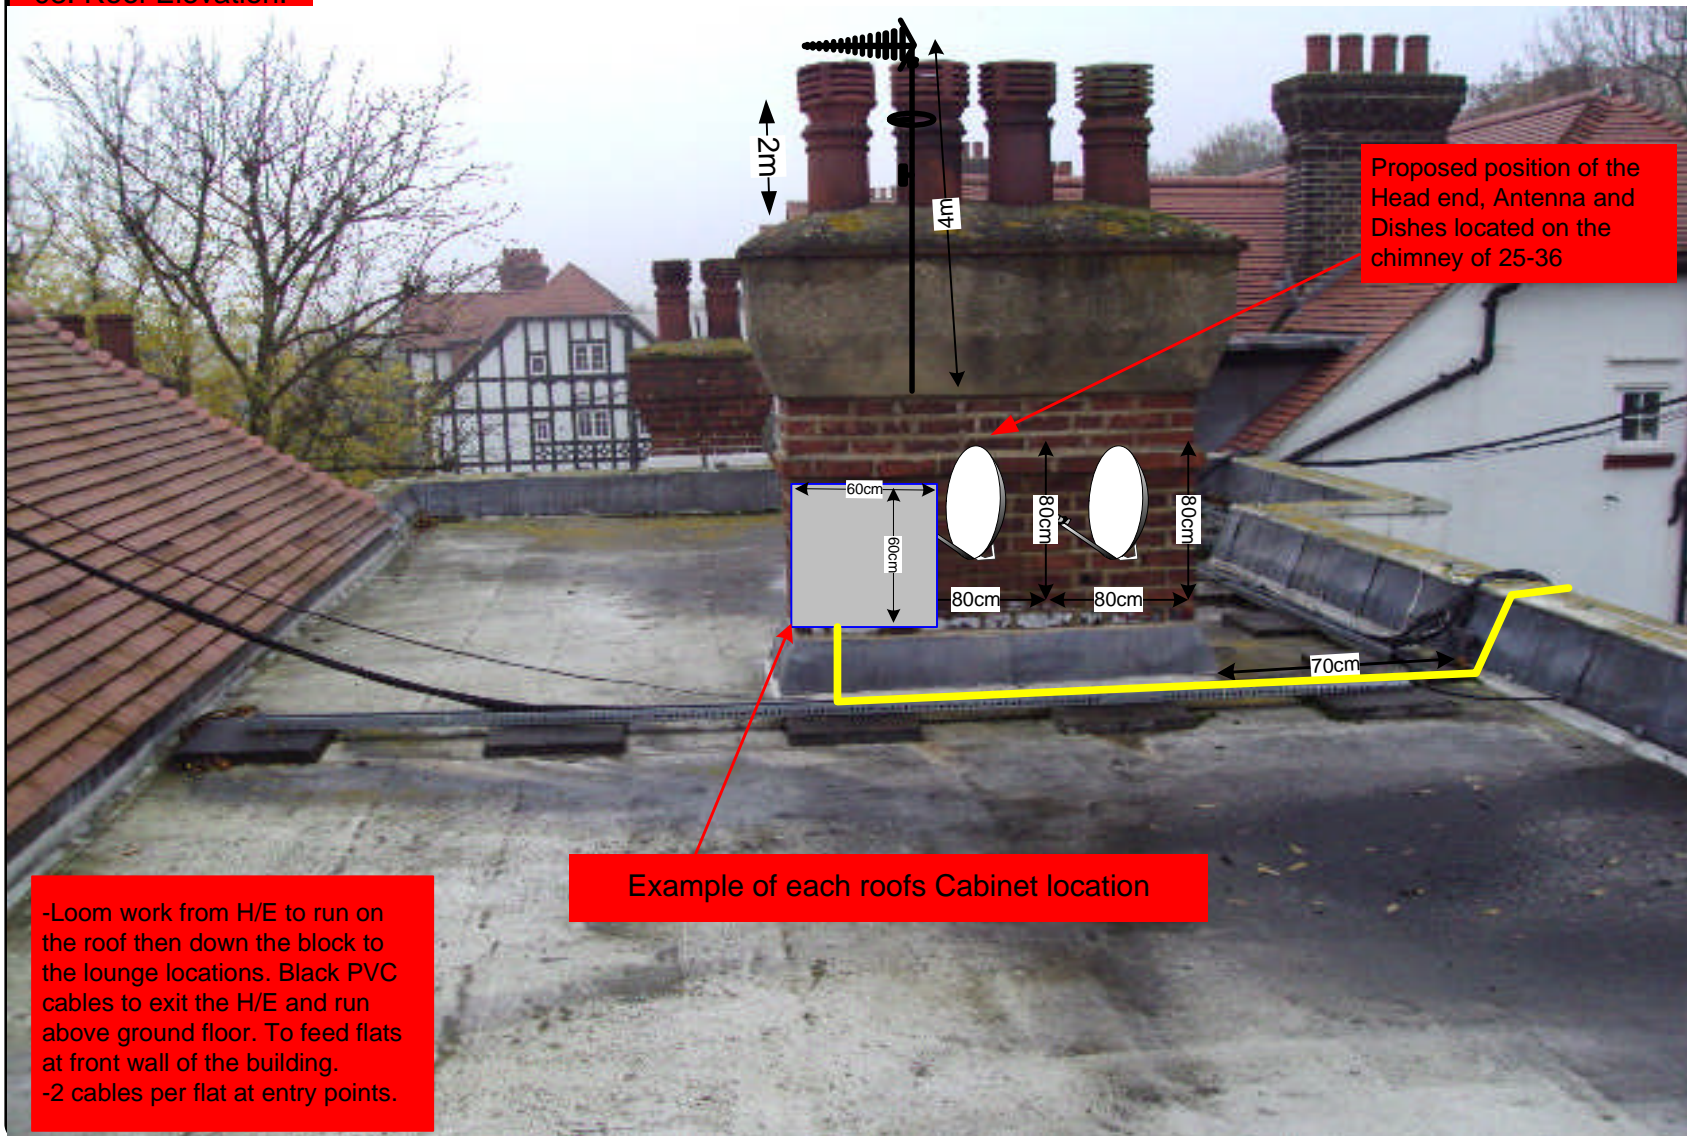 Roof Elevation.
2m
4m
Proposed position of the
Head end, Antenna and
Dishes located on the
chimney of 25-36
60cm
60cm
80cm
80cm
80cm
80cm
70cm
Example of each roofs Cabinet location
-Loom work from H/E to run on
the roof then down the block to
the lounge locations. Black PVC
cables to exit the H/E and run
above ground floor. To feed flats
at front wall of the building.
-2 cables per flat at entry points.